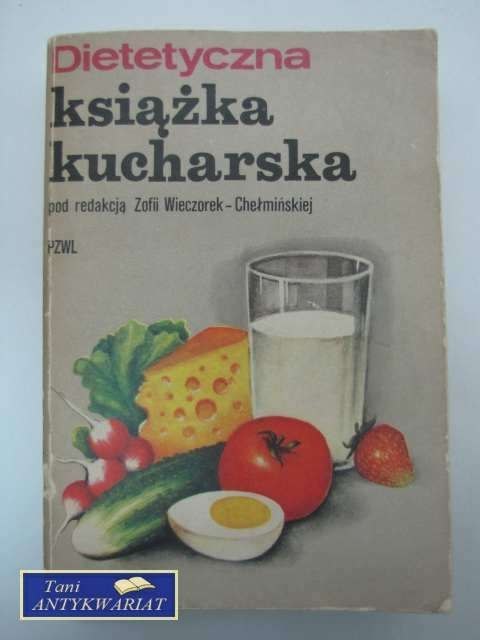 Dietetyczna
książka
kucharska
pod redakcją Zofii Wieczorek-Chełmińskiej
PZWL
Tani
ANTYKWARIAT